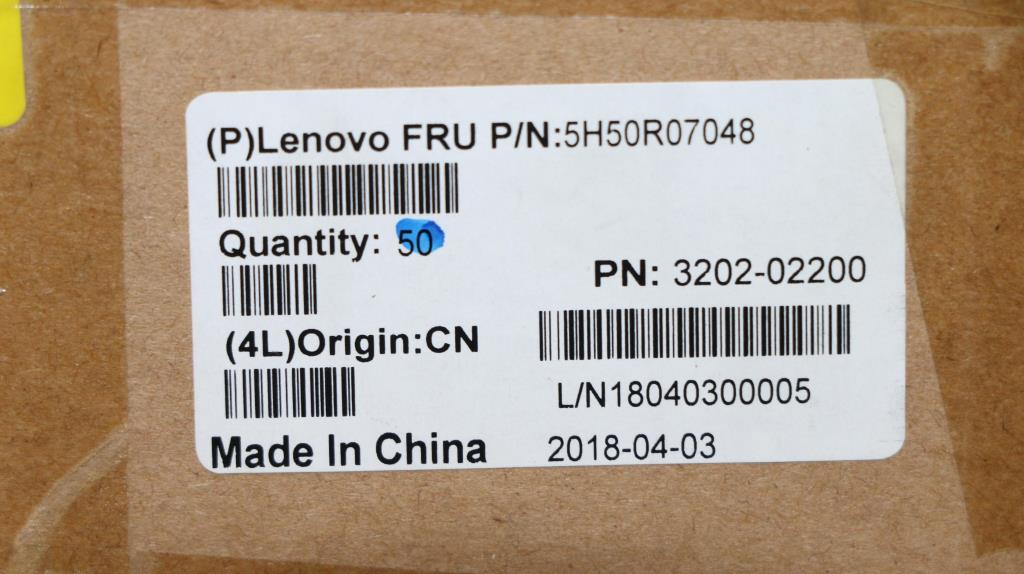 (P)Lenovo FRU P/N:5H50R07048
Quantity: 50
PN: 3202-02200
(4L)Origin:CN
L/N18040300005
Made In China
2018-04-03